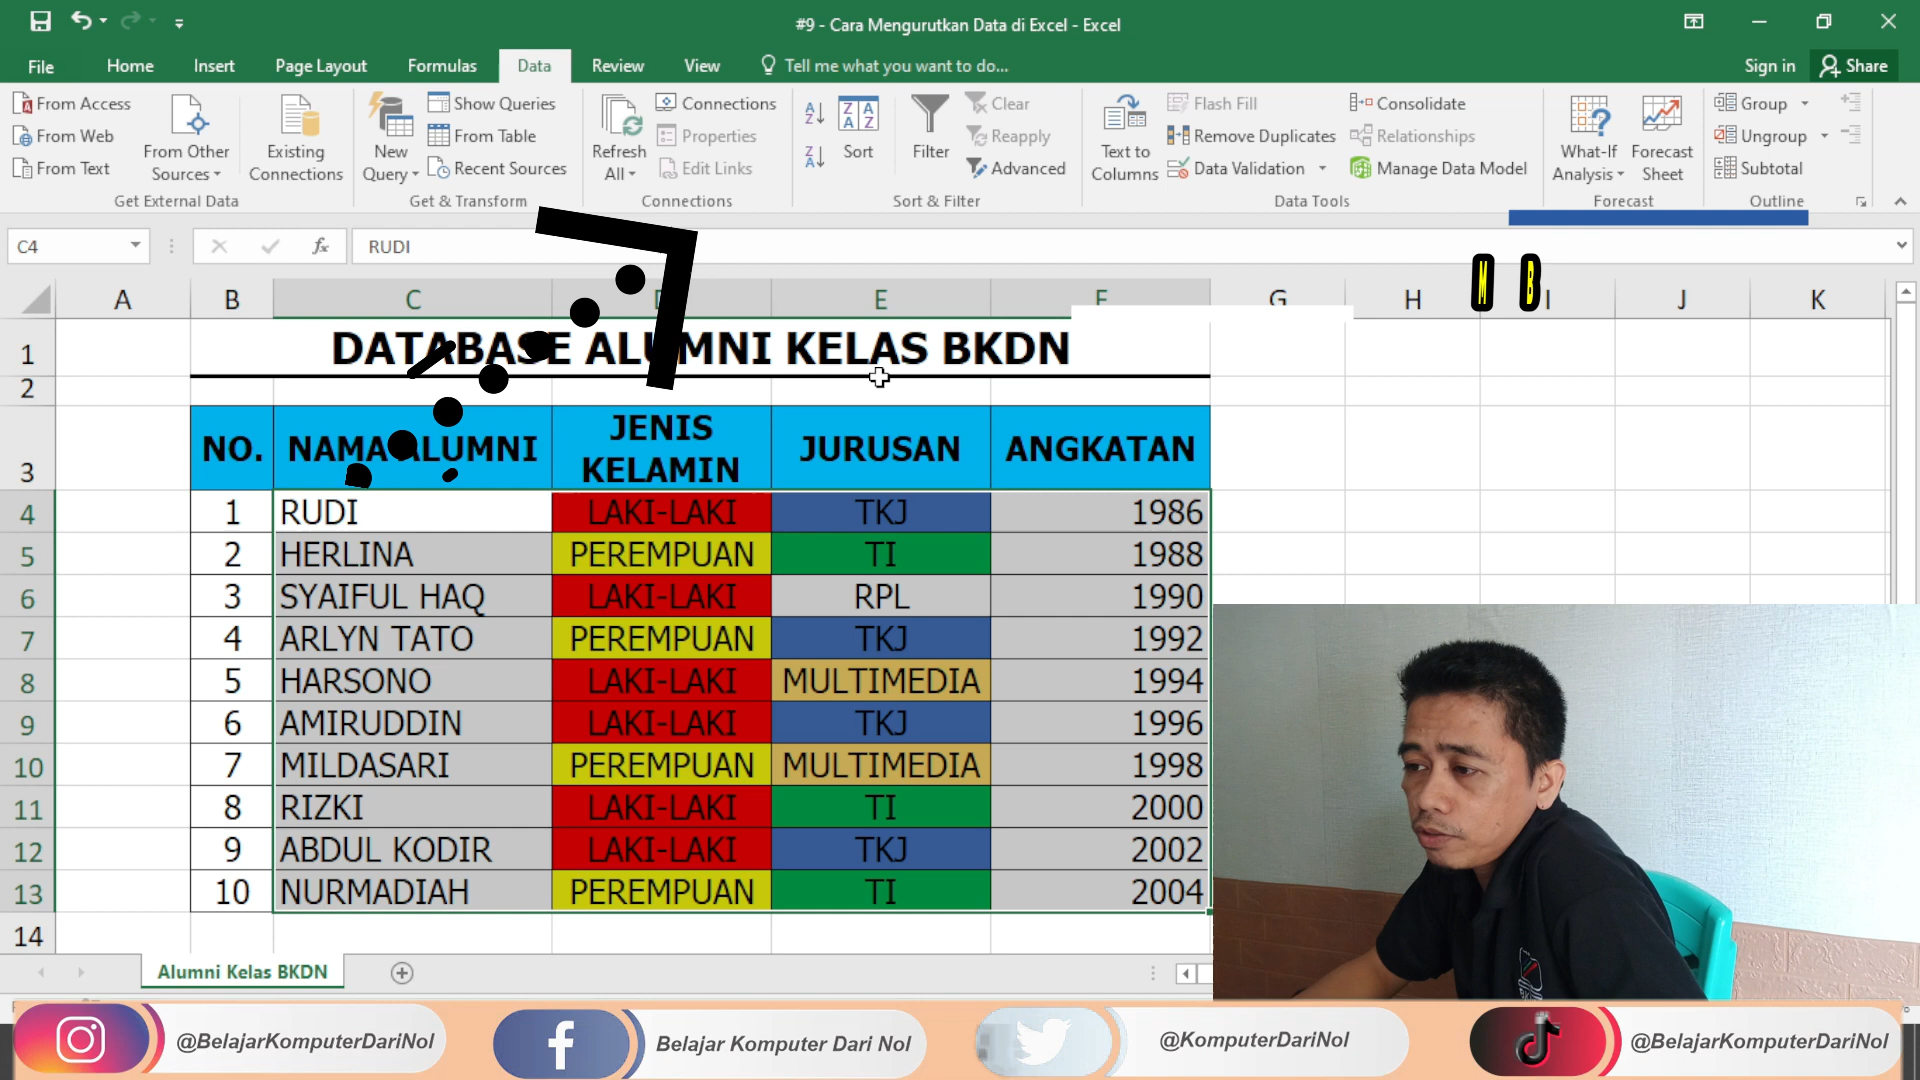 #9 - Cara Mengurutkan Data di Excel - Excel
File Home Insert Page Layout Formulas Data Review View Tell me what you want to do... Sign in Share
From Access
From Web
From Text
From Other Sources
Existing Connections
Get External Data
New Query
Show Queries
From Table
Recent Sources
Get & Transform
Refresh All
Connections
Properties
Edit Links
Connections
Sort
Filter
Clear
Reapply
Advanced
Sort & Filter
Text to Columns
Flash Fill
Remove Duplicates
Data Validation
Consolidate
Relationships
Manage Data Model
Data Tools
What-If Analysis
Forecast Sheet
Forecast
Group
Ungroup
Subtotal
Outline
C4 fx RUDI
M B
A B C D E F G H I J K
1 DATABASE ALUMNI KELAS BKDN
2
3 NO. NAMA ALUMNI JENIS KELAMIN JURUSAN ANGKATAN
4 1 RUDI LAKI-LAKI TKJ 1986
5 2 HERLINA PEREMPUAN TI 1988
6 3 SYAIFUL HAQ LAKI-LAKI RPL 1990
7 4 ARLYN TATO PEREMPUAN TKJ 1992
8 5 HARSONO LAKI-LAKI MULTIMEDIA 1994
9 6 AMIRUDDIN LAKI-LAKI TKJ 1996
10 7 MILDASARI PEREMPUAN MULTIMEDIA 1998
11 8 RIZKI LAKI-LAKI TI 2000
12 9 ABDUL KODIR LAKI-LAKI TKJ 2002
13 10 NURMADIAH PEREMPUAN TI 2004
14
Alumni Kelas BKDN
@BelajarKomputerDariNol Belajar Komputer Dari Nol @KomputerDariNol @BelajarKomputerDariNol